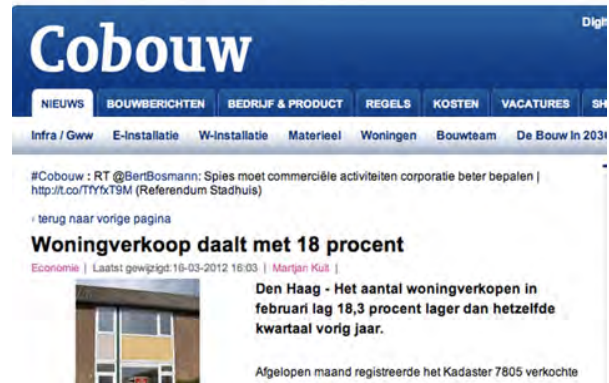 Digi
Cobouw
NIEUWS BOUWBERICHTEN BEDRIJF & PRODUCT REGELS KOSTEN VACATURES SH
Infra / Gww E-Installatie W-Installatie Materieel Woningen Bouwteam De Bouw In 203
#Cobouw : RT @BertBosmann: Spies moet commerciële activiteiten corporatie beter bepalen |
http://t.co/TfYfxT9M (Referendum Stadhuis)
‹ terug naar vorige pagina
Woningverkoop daalt met 18 procent
Economie | Laatst gewijzigd:16-03-2012 16:03 | Martjan Kuit |
Den Haag - Het aantal woningverkopen in
februari lag 18,3 procent lager dan hetzelfde
kwartaal vorig jaar.
Afgelopen maand registreerde het Kadaster 7805 verkochte